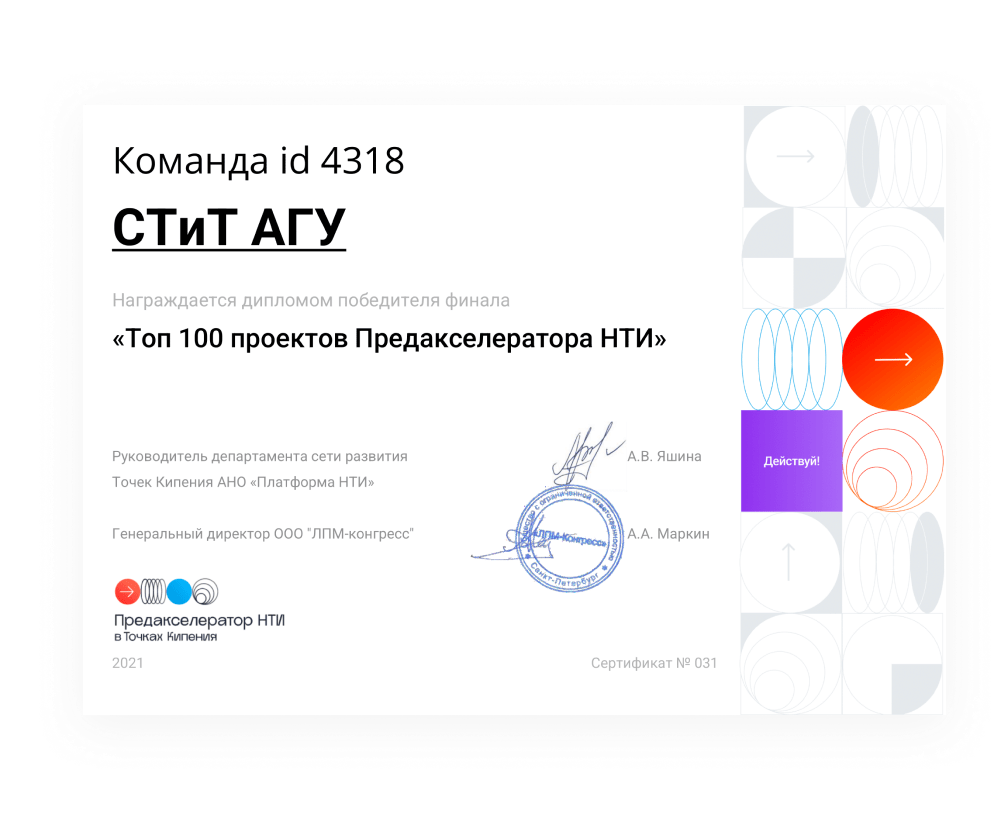 Команда id 4318
СТиТ АГУ
Награждается дипломом победителя финала
«Топ 100 проектов Предакселератора НТИ»
Руководитель департамента сети развития
Точек Кипения АНО «Платформа НТИ»
А.В. Яшина
Генеральный директор ООО "ЛПМ-конгресс"
А.А. Маркин
Общество с ограниченной ответственностью
«ЛПМ-Конгресс»
Санкт-Петербург
Действуй!
Предакселератор НТИ
в Точках Кипения
2021
Сертификат № 031